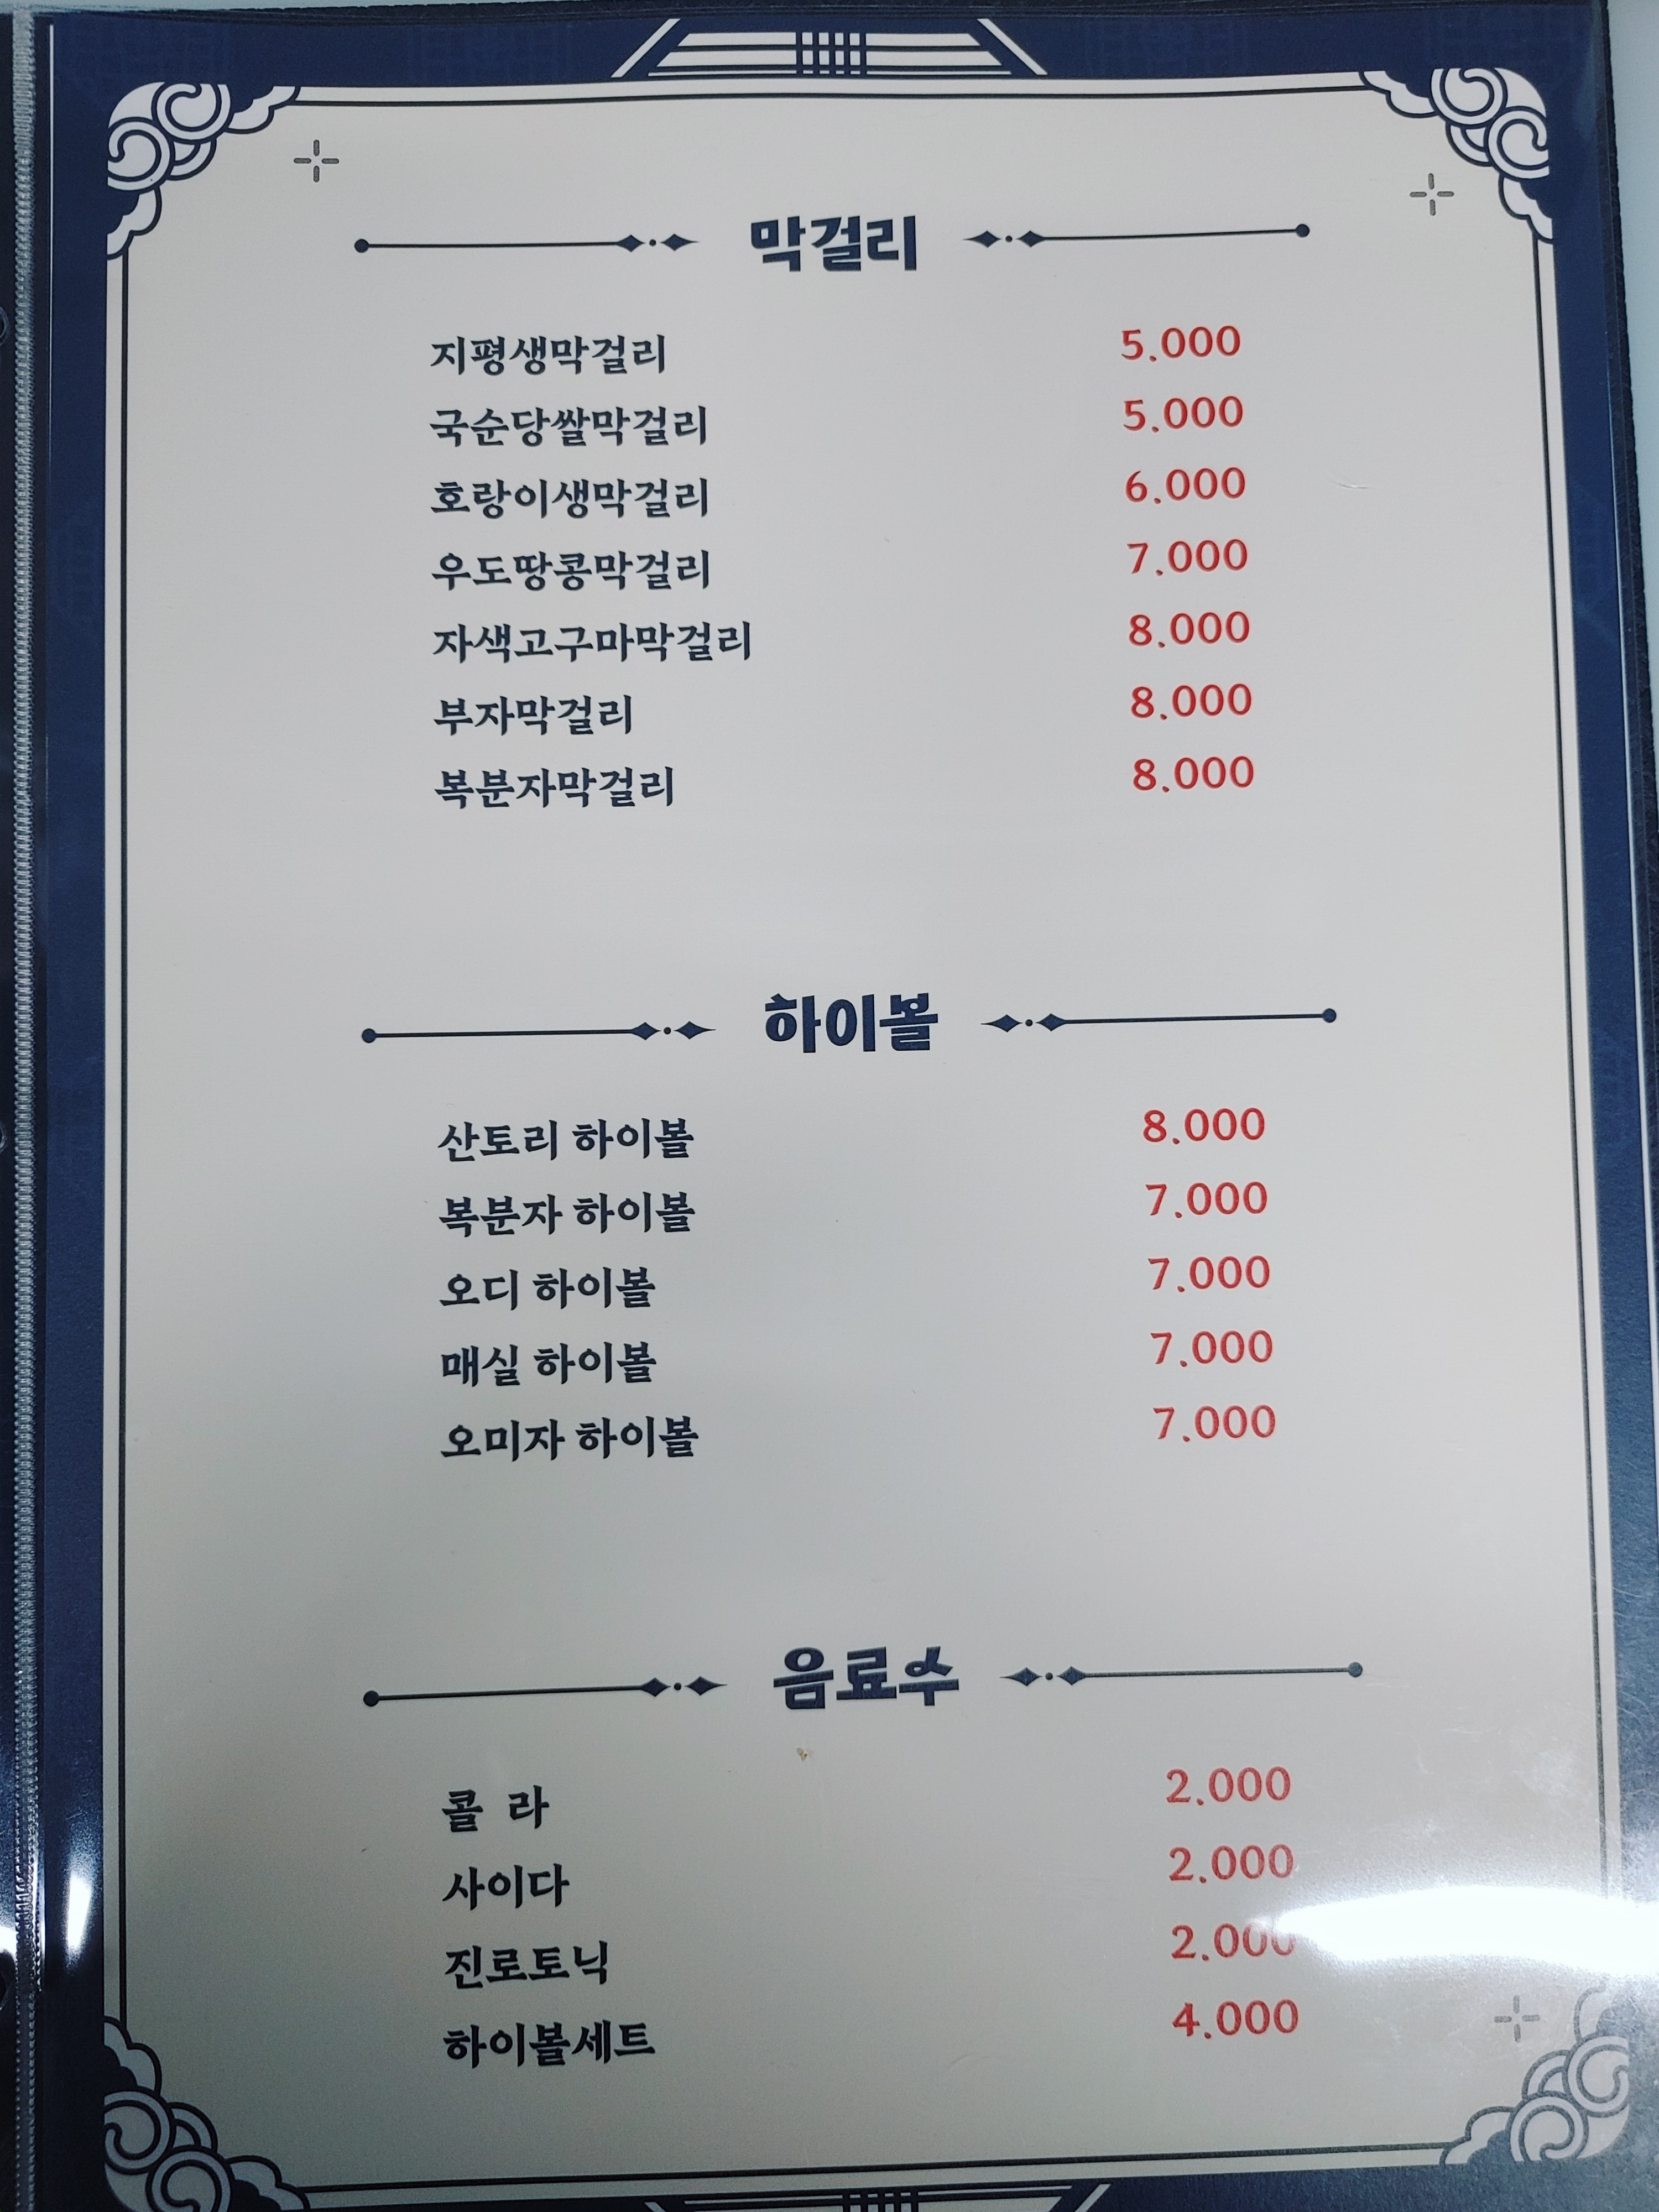 막걸리
지평생막걸리 5.000
국순당쌀막걸리 5.000
호랑이생막걸리 6.000
우도땅콩막걸리 7.000
자색고구마막걸리 8.000
부자막걸리 8.000
복분자막걸리 8.000
하이볼
산토리 하이볼 8.000
복분자 하이볼 7.000
오디 하이볼 7.000
매실 하이볼 7.000
오미자 하이볼 7.000
음료수
콜 라 2.000
사이다 2.000
진로토닉 2.000
하이볼세트 4.000